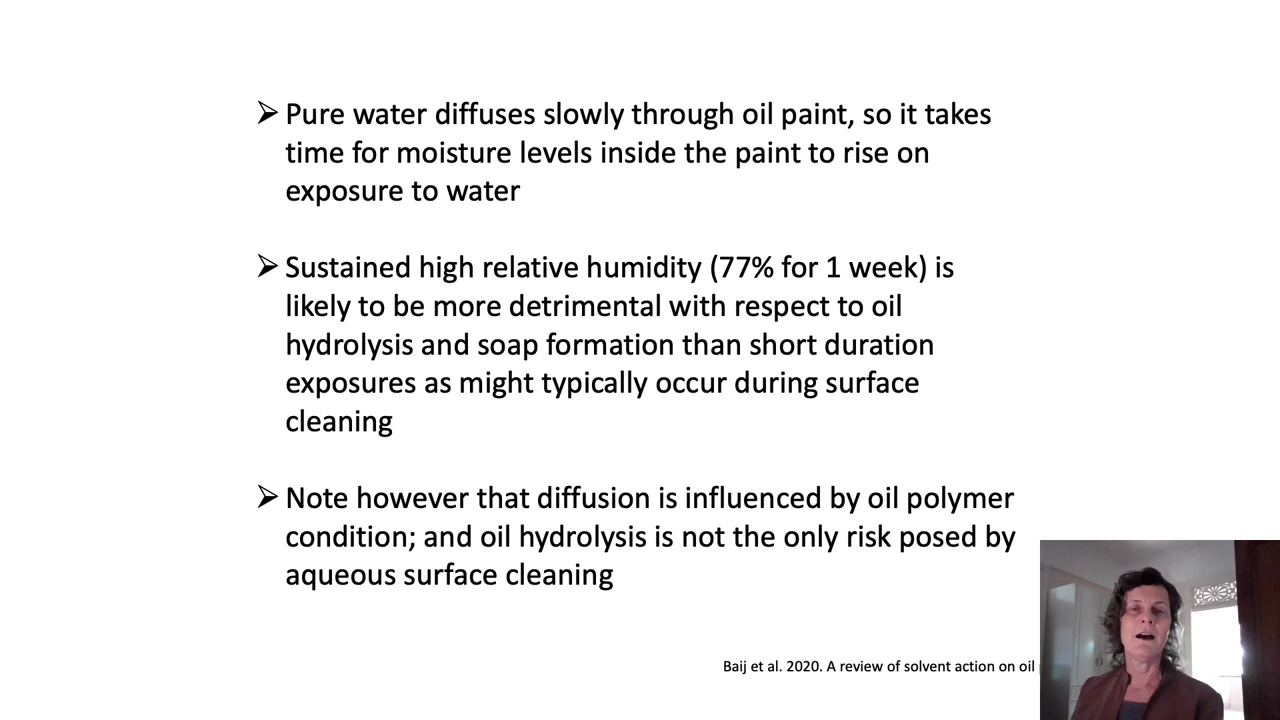 ➢ Pure water diffuses slowly through oil paint, so it takes
time for moisture levels inside the paint to rise on
exposure to water
➢ Sustained high relative humidity (77% for 1 week) is
likely to be more detrimental with respect to oil
hydrolysis and soap formation than short duration
exposures as might typically occur during surface
cleaning
➢ Note however that diffusion is influenced by oil polymer
condition; and oil hydrolysis is not the only risk posed by
aqueous surface cleaning
Baij et al. 2020. A review of solvent action on oil